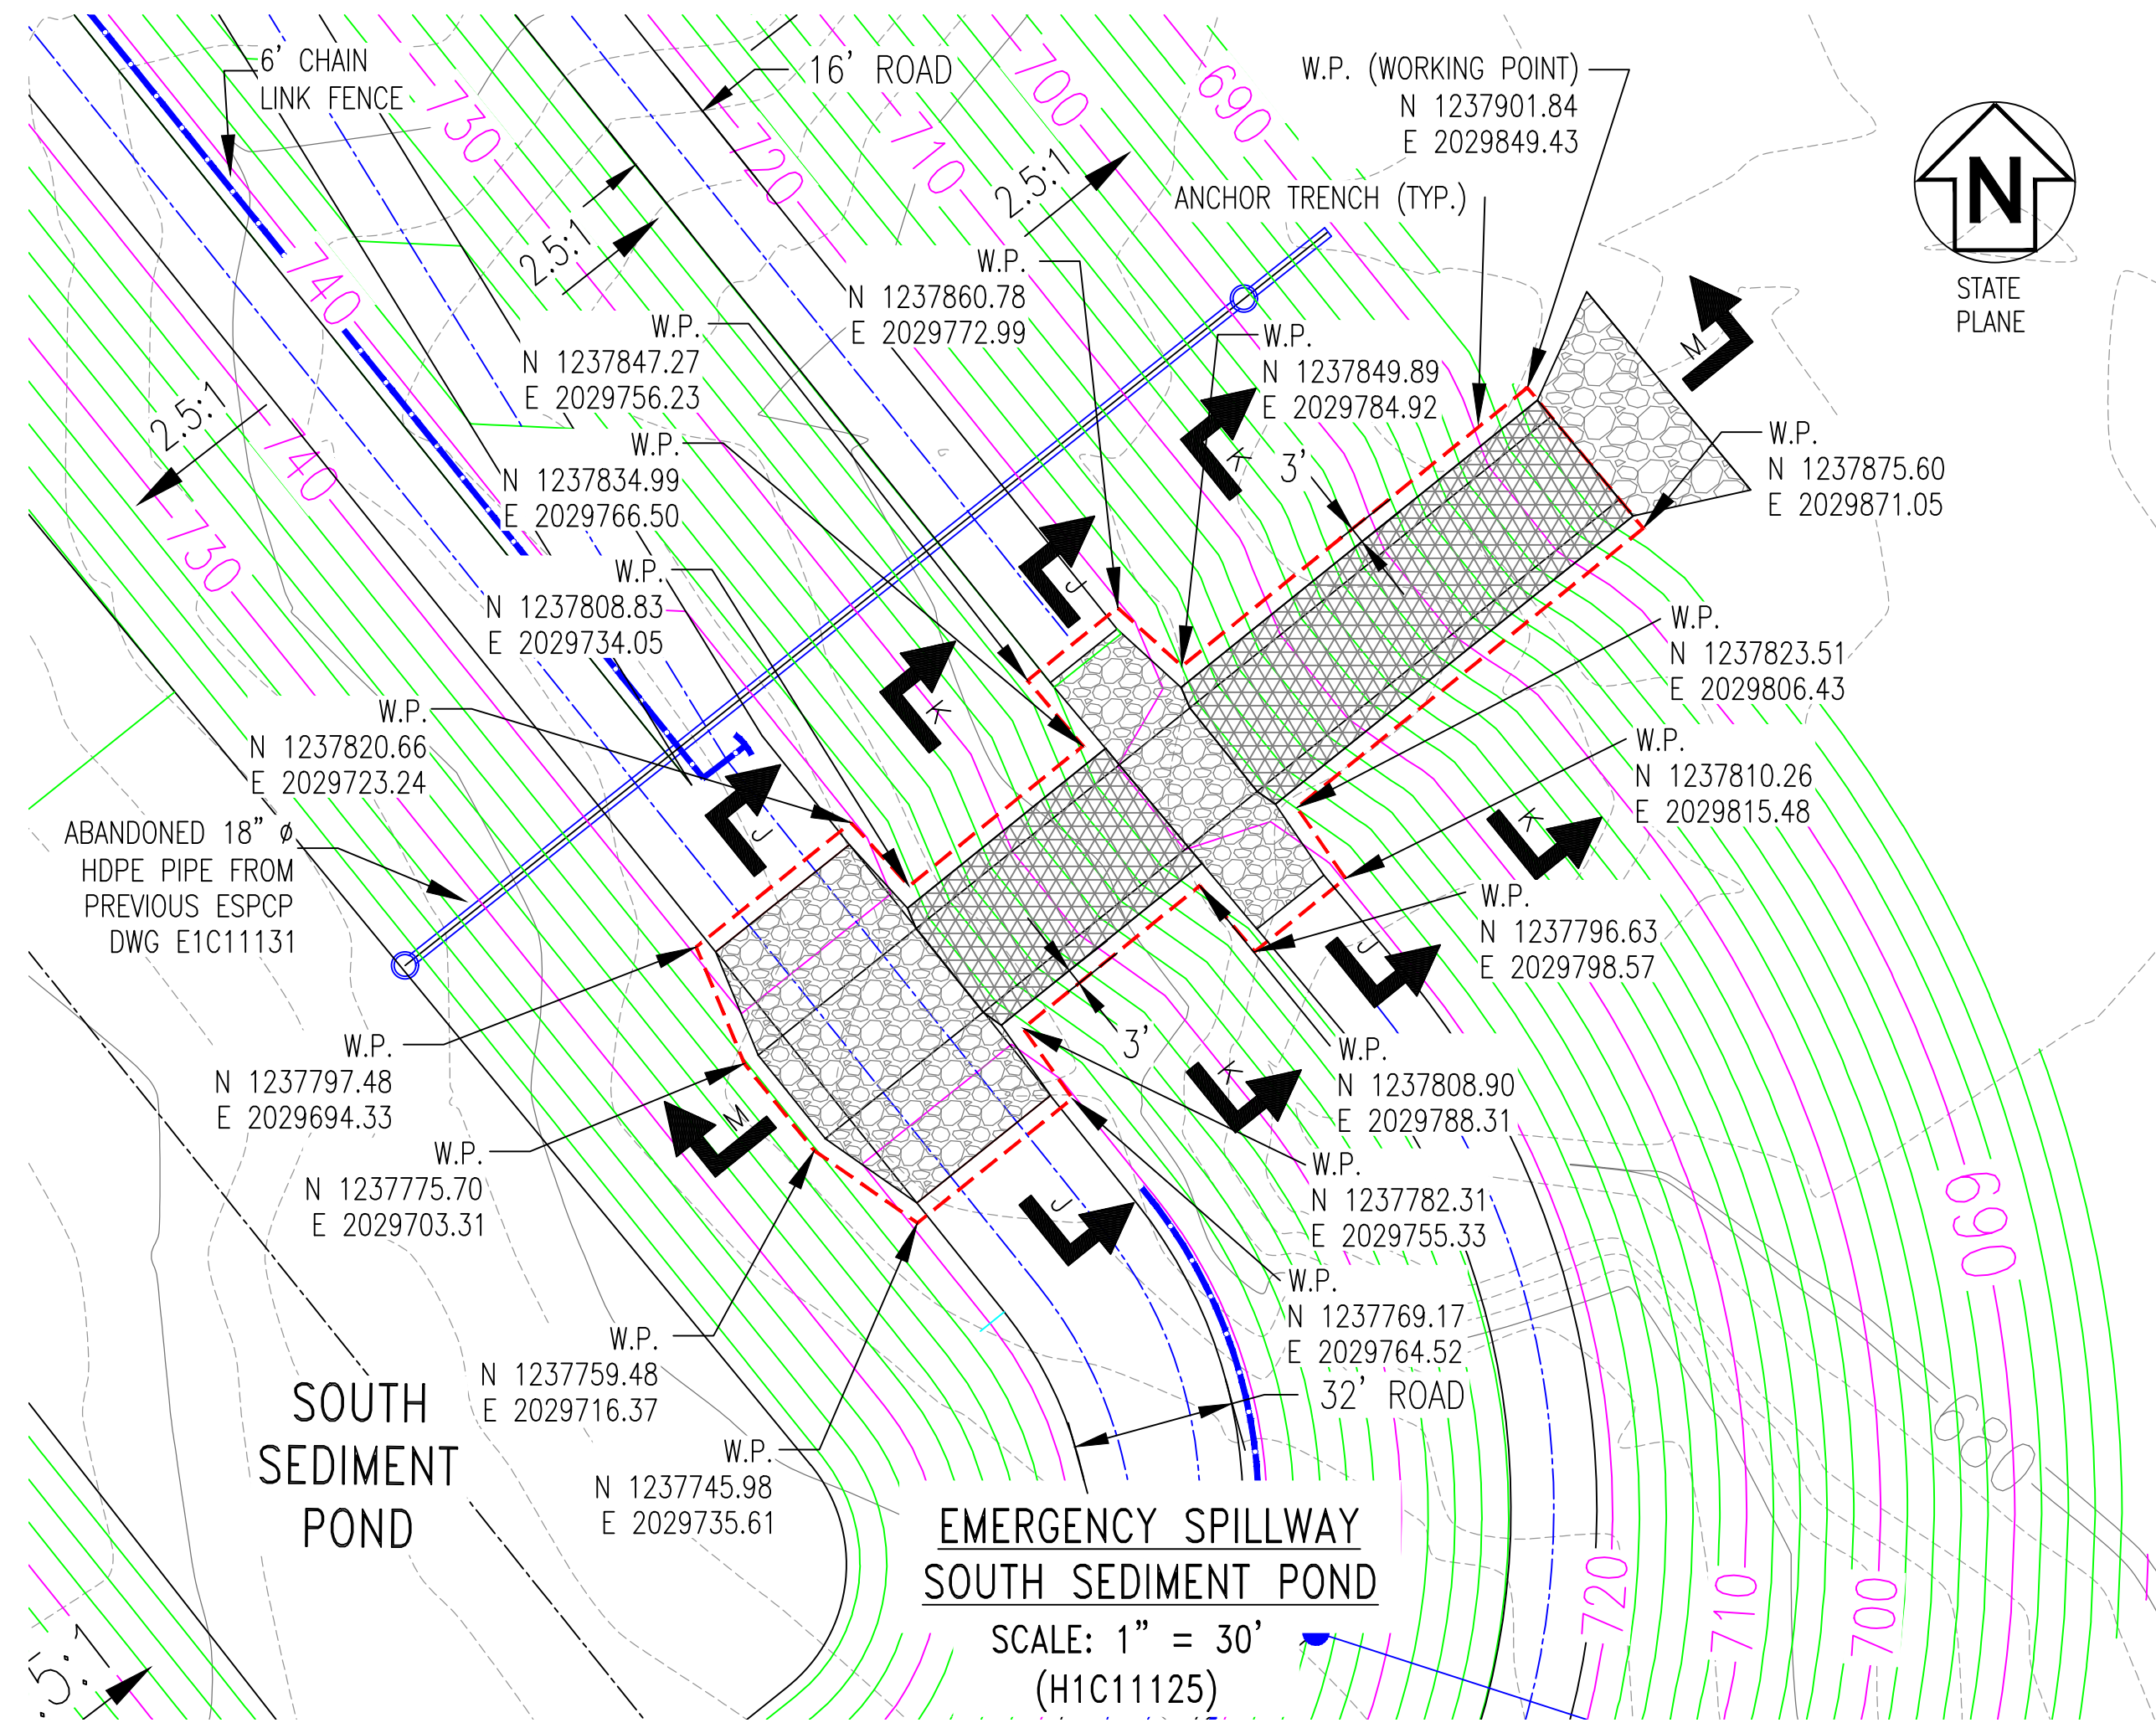 6' CHAIN
LINK FENCE
16' ROAD
W.P. (WORKING POINT)
N 1237901.84
E 2029849.43
ANCHOR TRENCH (TYP.)
N
STATE
PLANE
730
720
710
700
690
2.5:1
2.5:1
2.5:1
740
740
730
W.P.
N 1237860.78
E 2029772.99
W.P.
N 1237847.27
E 2029756.23
W.P.
N 1237849.89
E 2029784.92
W.P.
N 1237834.99
E 2029766.50
W.P.
N 1237875.60
E 2029871.05
3'
M
K
J
W.P.
N 1237808.83
E 2029734.05
W.P.
N 1237823.51
E 2029806.43
W.P.
N 1237820.66
E 2029723.24
K
W.P.
N 1237810.26
E 2029815.48
ABANDONED 18" ø
HDPE PIPE FROM
PREVIOUS ESPCP
DWG E1C11131
J
K
W.P.
N 1237796.63
E 2029798.57
J
W.P.
N 1237797.48
E 2029694.33
3'
W.P.
N 1237808.90
E 2029788.31
K
M
W.P.
N 1237775.70
E 2029703.31
W.P.
N 1237782.31
E 2029755.33
J
W.P.
N 1237769.17
E 2029764.52
W.P.
N 1237759.48
E 2029716.37
32' ROAD
W.P.
N 1237745.98
E 2029735.61
SOUTH
SEDIMENT
POND
690
680
720
710
700
.5:1
EMERGENCY SPILLWAY
SOUTH SEDIMENT POND
SCALE: 1" = 30'
(H1C11125)